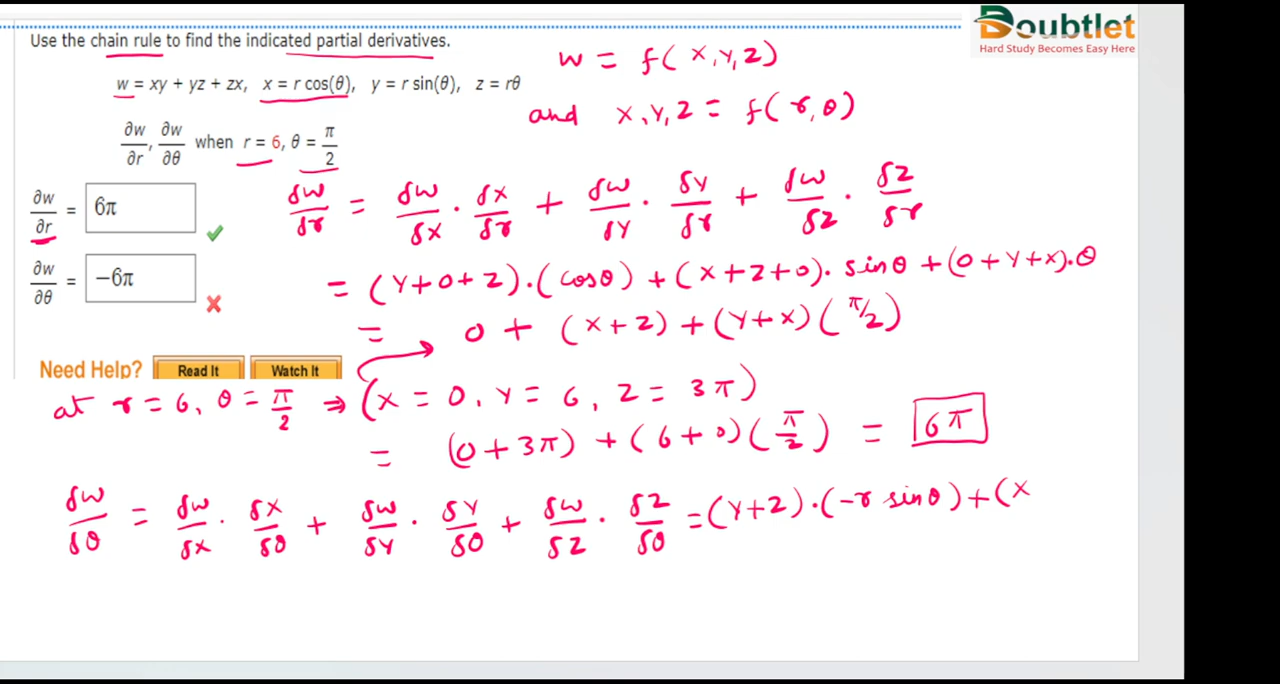 Doubtlet
Hard Study Becomes Easy Here
Use the chain rule to find the indicated partial derivatives.
w = xy + yz + zx, x = r cos(θ), y = r sin(θ), z = rθ
∂w/∂r, ∂w/∂θ when r = 6, θ = π/2
w = f(x,y,z)
and x,y,z = f(r,θ)
∂w/∂r = 6π ✓
∂w/∂θ = −6π ✗
Need Help? Read It Watch It
δw/δr = δw/δx · δx/δr + δw/δy · δy/δr + δw/δz · δz/δr
= (y+0+z)·(cosθ) + (x+z+0)· sinθ + (0+y+x)·θ
= 0 + (x+z) + (y+x)(π/2)
at r = 6, θ = π/2 ⇒ (x = 0, y = 6, z = 3π)
= (0+3π) + (6+0)(π/2) = 6π
δw/δθ = δw/δx · δx/δθ + δw/δy · δy/δθ + δw/δz · δz/δθ = (y+z)·(-r sinθ)+(x